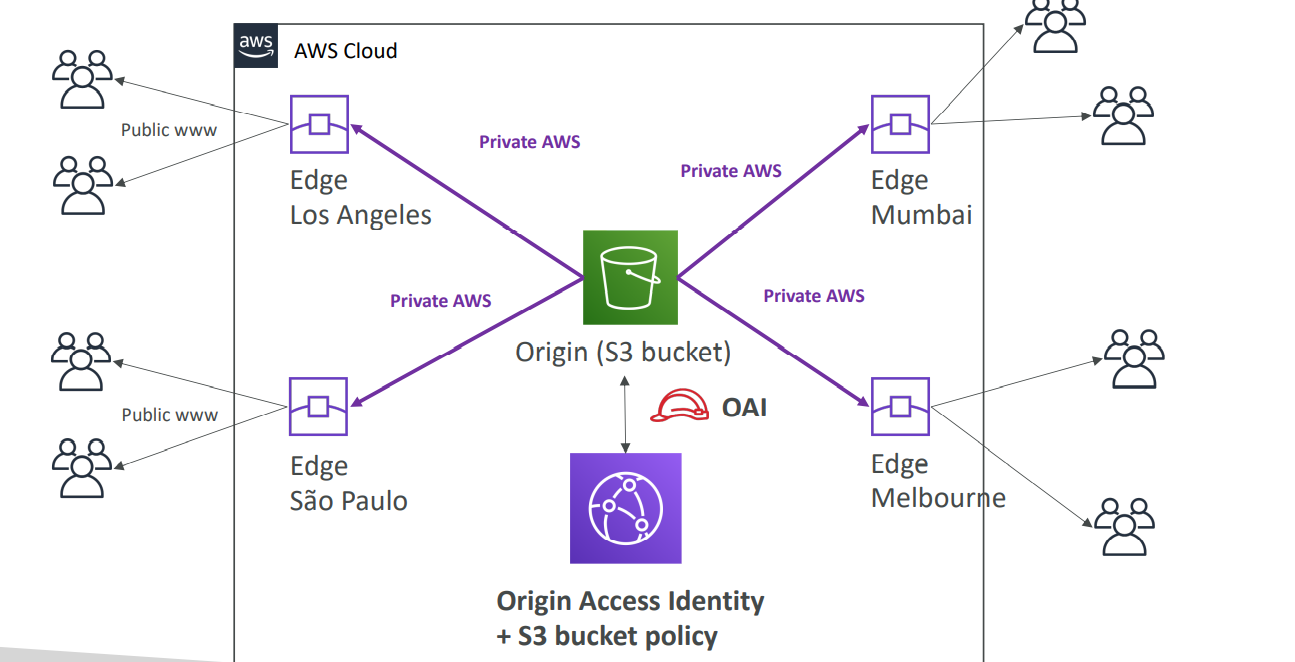 aws
AWS Cloud
Public www
Private AWS
Private AWS
Edge
Los Angeles
Edge
Mumbai
Private AWS
Private AWS
Origin (S3 bucket)
OAI
Public www
Edge
São Paulo
Edge
Melbourne
Origin Access Identity
+ S3 bucket policy